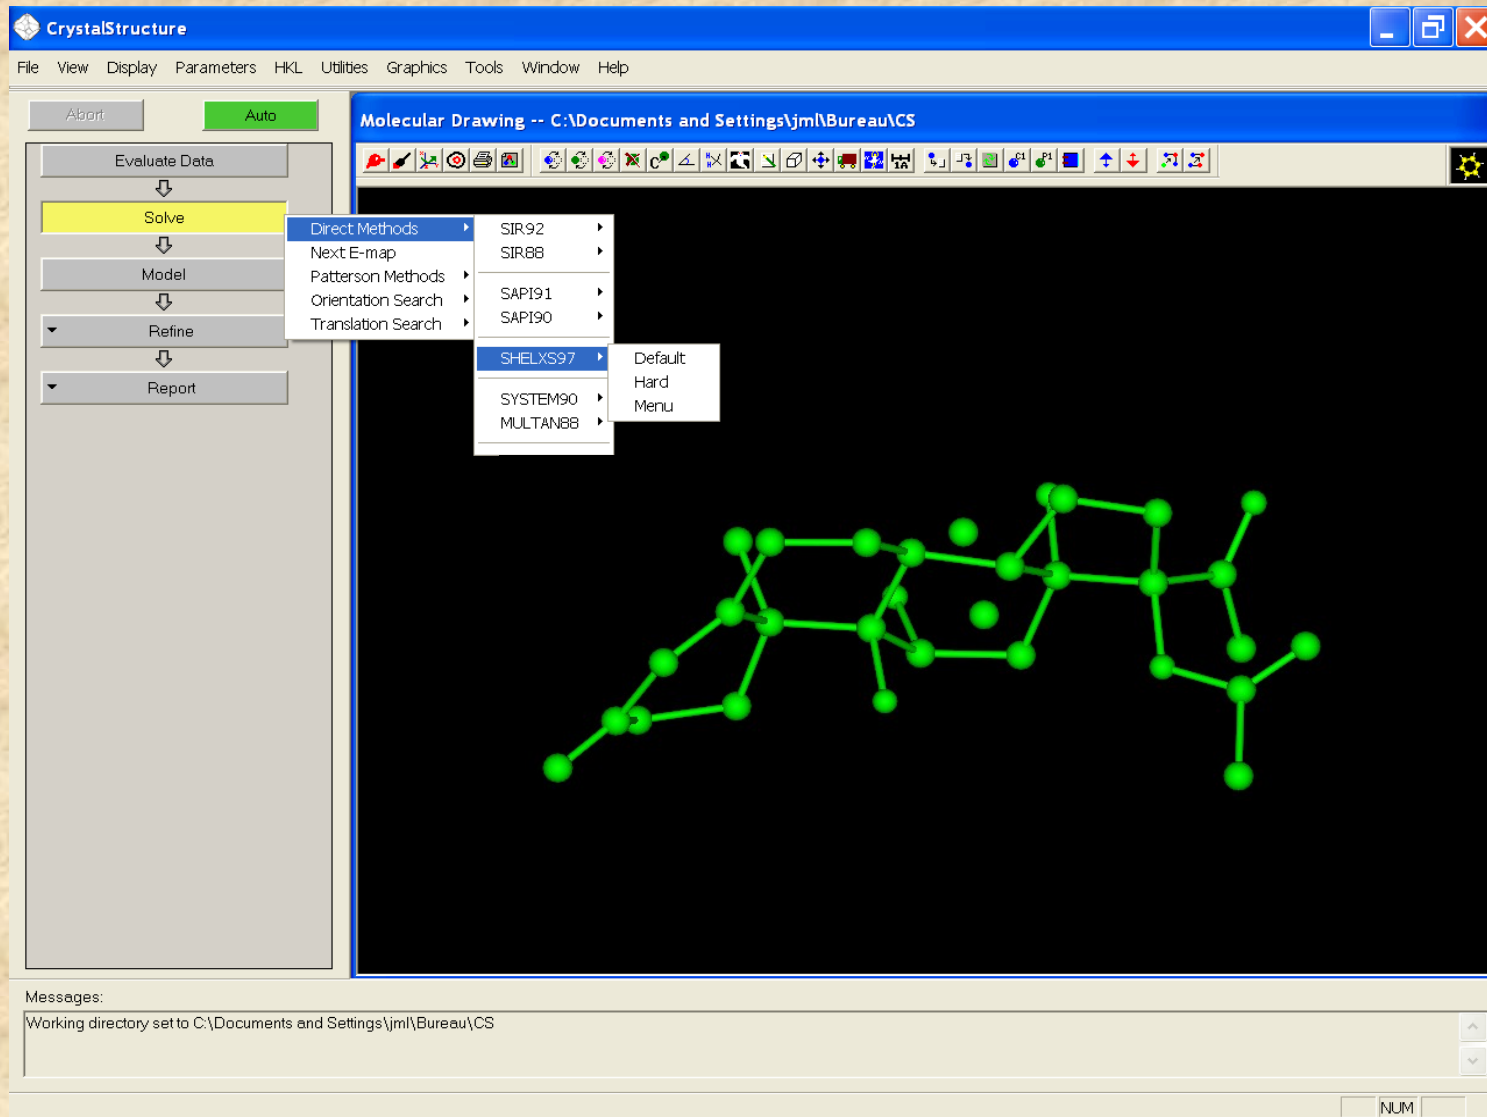 CrystalStructure
File View Display Parameters HKL Utilities Graphics Tools Window Help
Abort Auto
Evaluate Data
Solve
Model
Refine
Report
Molecular Drawing -- C:\Documents and Settings\jml\Bureau\CS
Direct Methods
Next E-map
Patterson Methods
Orientation Search
Translation Search
SIR92
SIR88
SAPI91
SAPI90
SHELXS97
SYSTEM90
MULTAN88
Default
Hard
Menu
Messages:
Working directory set to C:\Documents and Settings\jml\Bureau\CS
NUM